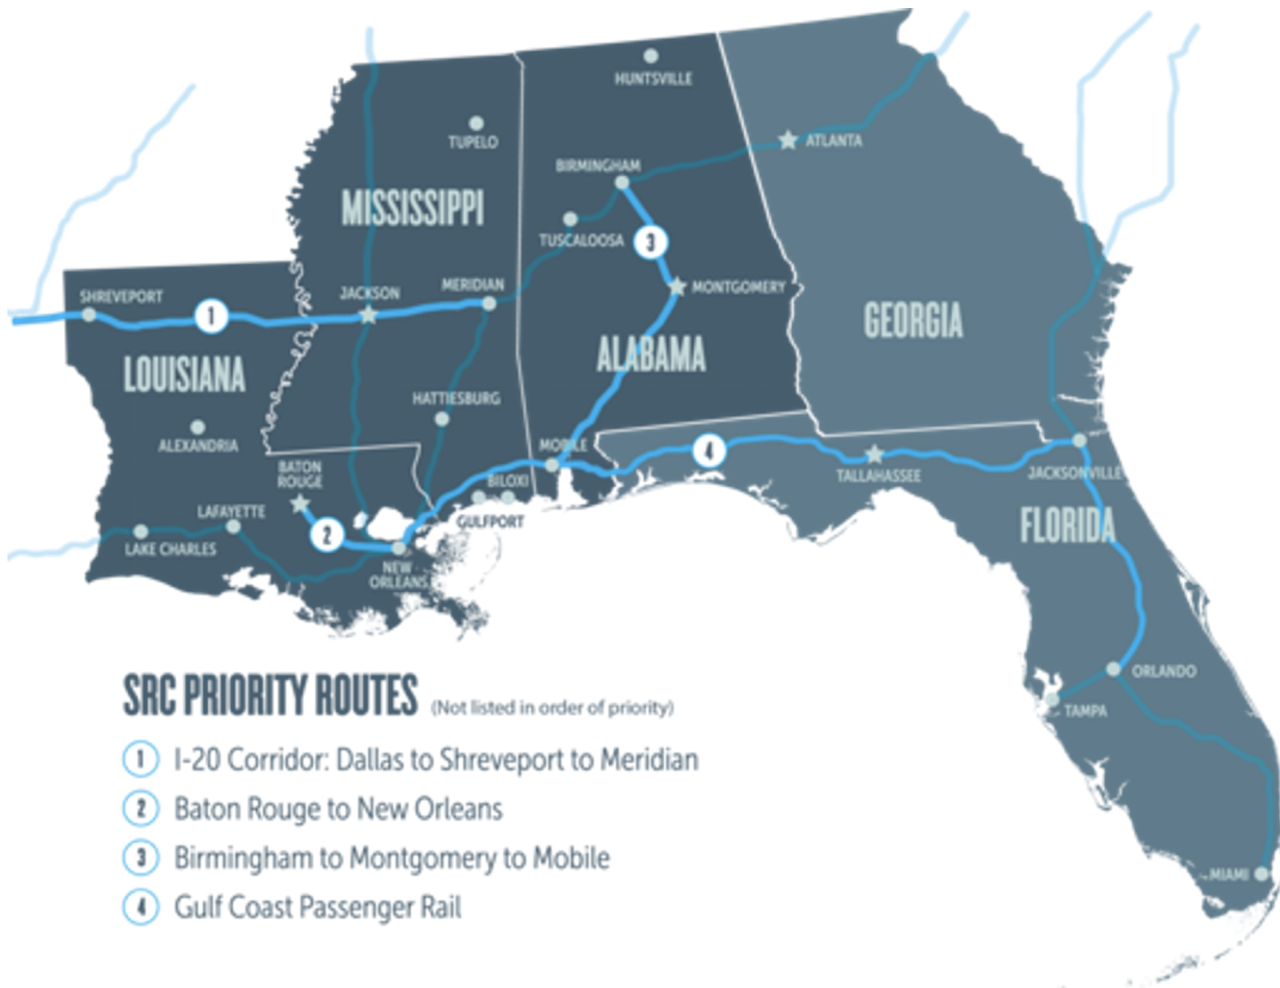 HUNTSVILLE
TUPELO
ATLANTA
BIRMINGHAM
MISSISSIPPI
TUSCALOOSA
3
MONTGOMERY
SHREVEPORT
JACKSON
MERIDIAN
1
GEORGIA
LOUISIANA
ALABAMA
HATTIESBURG
ALEXANDRIA
MOBILE
4
BATON
ROUGE
TALLAHASSEE
JACKSONVILLE
BILOXI
LAFAYETTE
GULFPORT
FLORIDA
2
LAKE CHARLES
NEW
ORLEANS
ORLANDO
TAMPA
MIAMI
SRC PRIORITY ROUTES (Not listed in order of priority)
1 I-20 Corridor: Dallas to Shreveport to Meridian
2 Baton Rouge to New Orleans
3 Birmingham to Montgomery to Mobile
4 Gulf Coast Passenger Rail